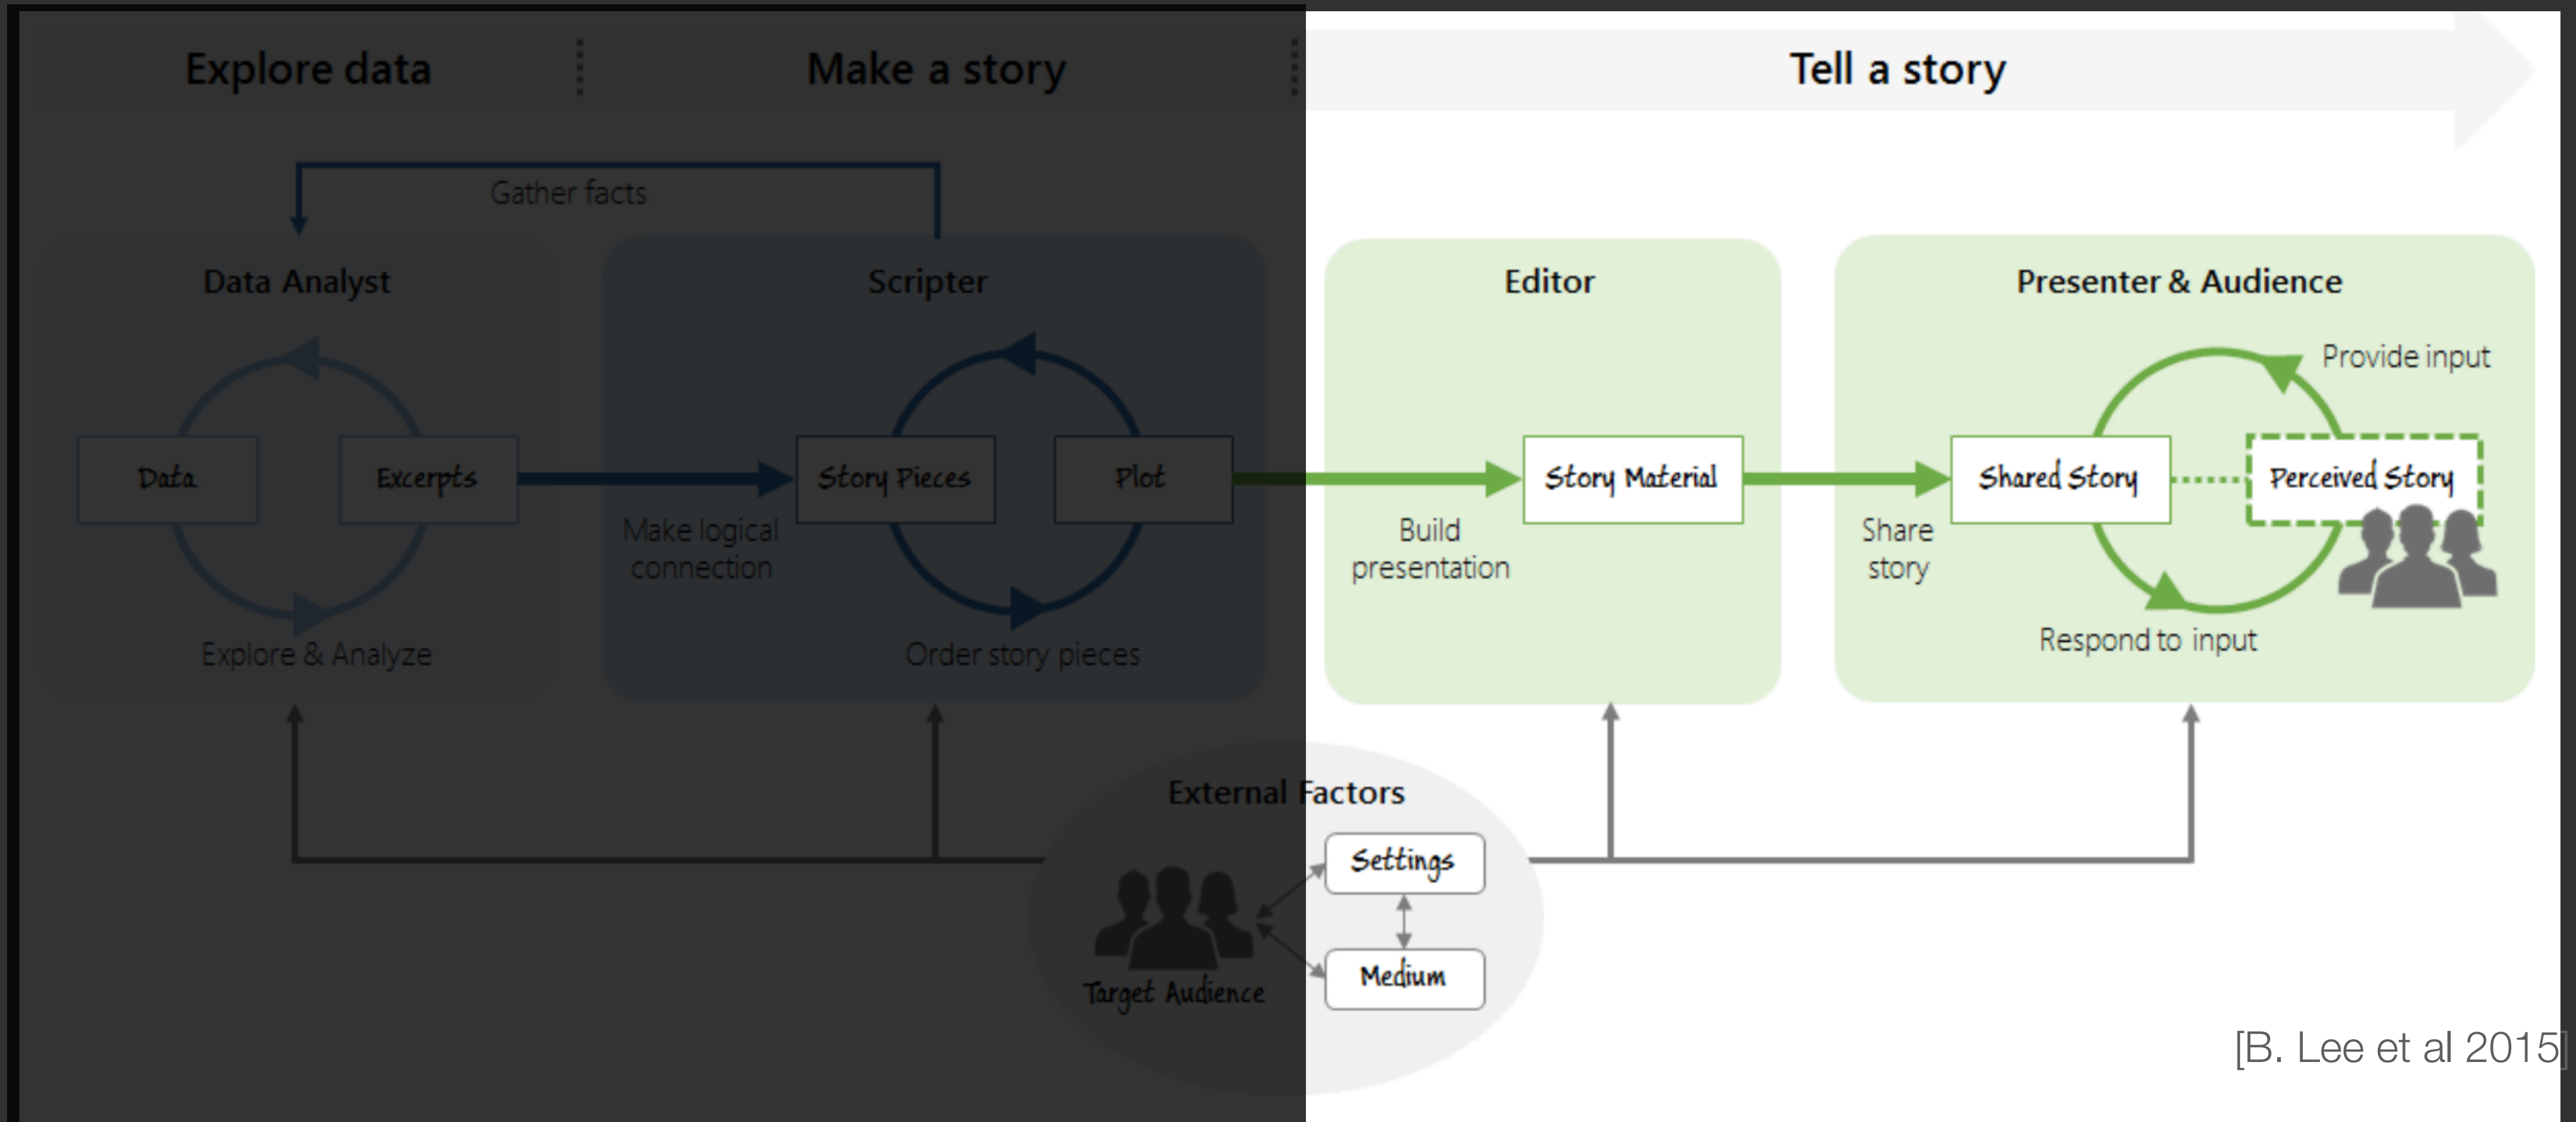 Explore data
Make a story
Tell a story
Gather facts
Data Analyst
Scripter
Editor
Presenter & Audience
Provide input
Data
Excerpts
Story Pieces
Plot
Story Material
Shared Story
Perceived Story
Make logical
connection
Build
presentation
Share
story
Explore & Analyze
Order story pieces
Respond to input
External Factors
Settings
Medium
Target Audience
[B. Lee et al 2015]